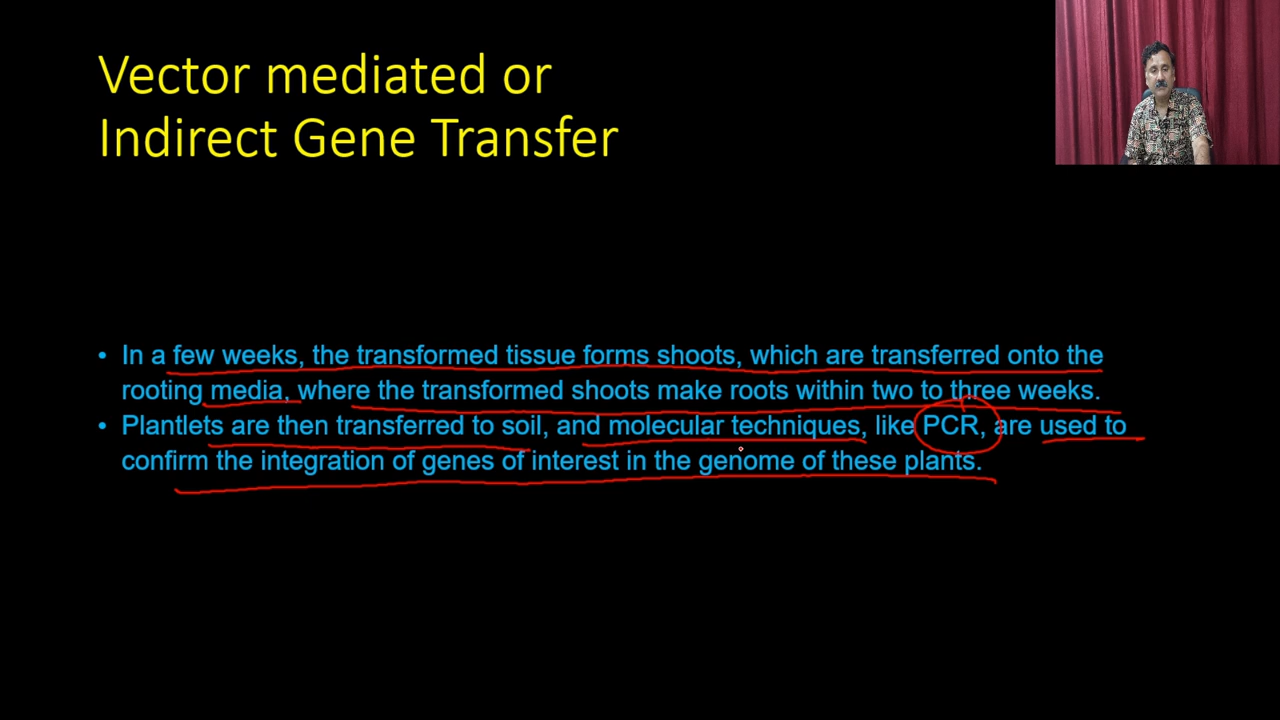 Vector mediated or
Indirect Gene Transfer
• In a few weeks, the transformed tissue forms shoots, which are transferred onto the
rooting media, where the transformed shoots make roots within two to three weeks.
• Plantlets are then transferred to soil, and molecular techniques, like PCR, are used to
confirm the integration of genes of interest in the genome of these plants.